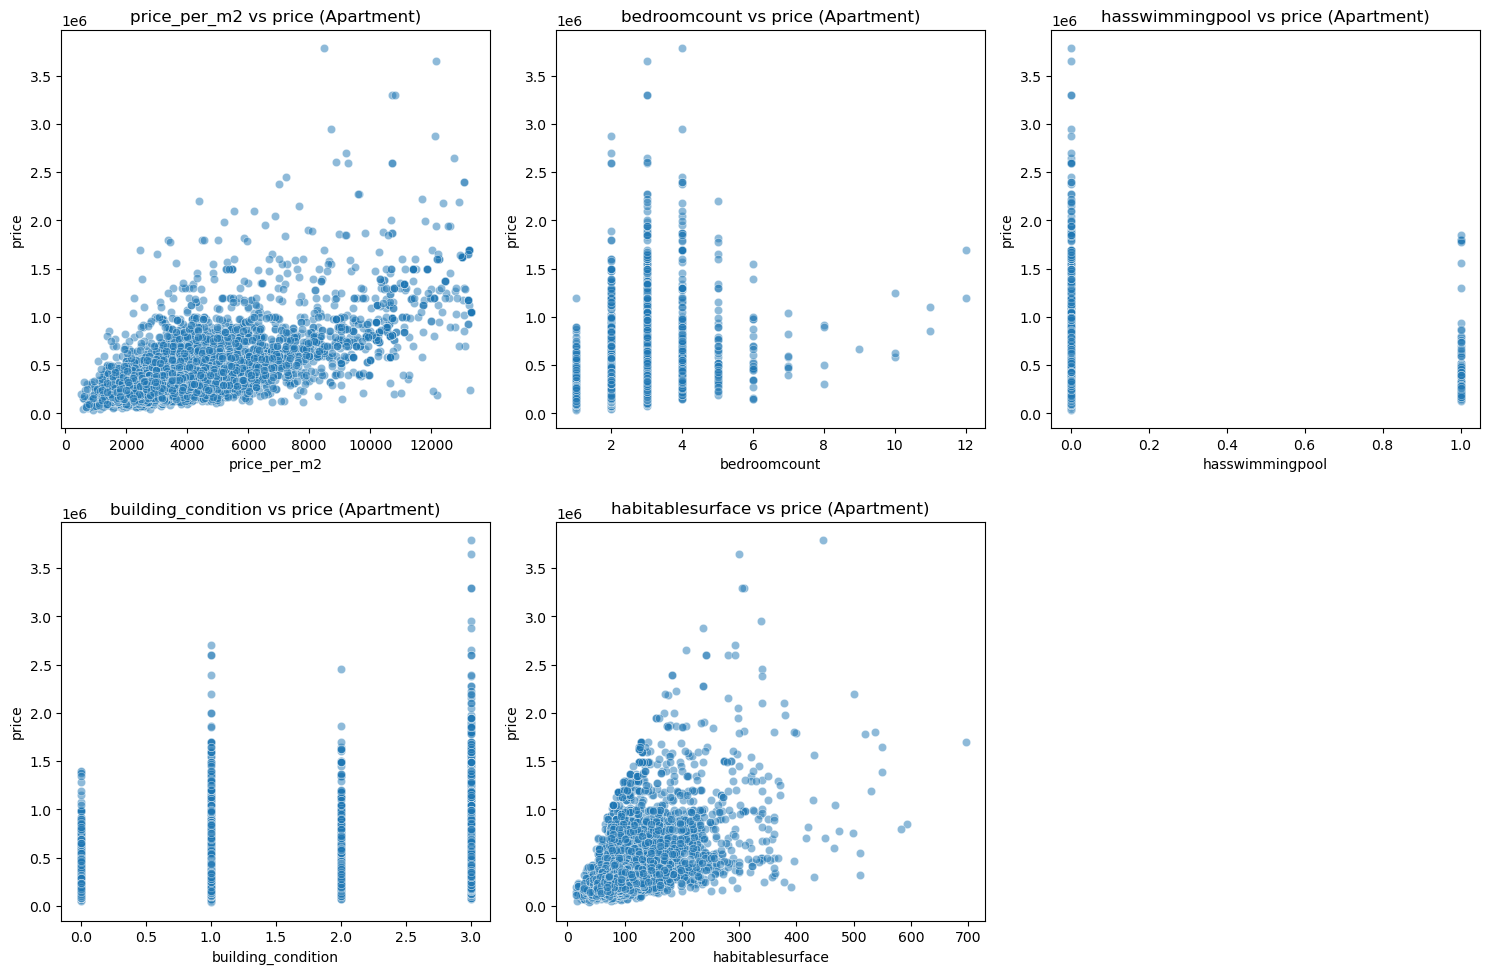 price_per_m2 vs price (Apartment)
1e6
3.5
3.0
2.5
2.0
1.5
1.0
0.5
0.0
price
0 2000 4000 6000 8000 10000 12000
price_per_m2
bedroomcount vs price (Apartment)
1e6
3.5
3.0
2.5
2.0
1.5
1.0
0.5
0.0
price
2 4 6 8 10 12
bedroomcount
hasswimmingpool vs price (Apartment)
1e6
3.5
3.0
2.5
2.0
1.5
1.0
0.5
0.0
price
0.0 0.2 0.4 0.6 0.8 1.0
hasswimmingpool
building_condition vs price (Apartment)
1e6
3.5
3.0
2.5
2.0
1.5
1.0
0.5
0.0
price
0.0 0.5 1.0 1.5 2.0 2.5 3.0
building_condition
habitablesurface vs price (Apartment)
1e6
3.5
3.0
2.5
2.0
1.5
1.0
0.5
0.0
price
0 100 200 300 400 500 600 700
habitablesurface